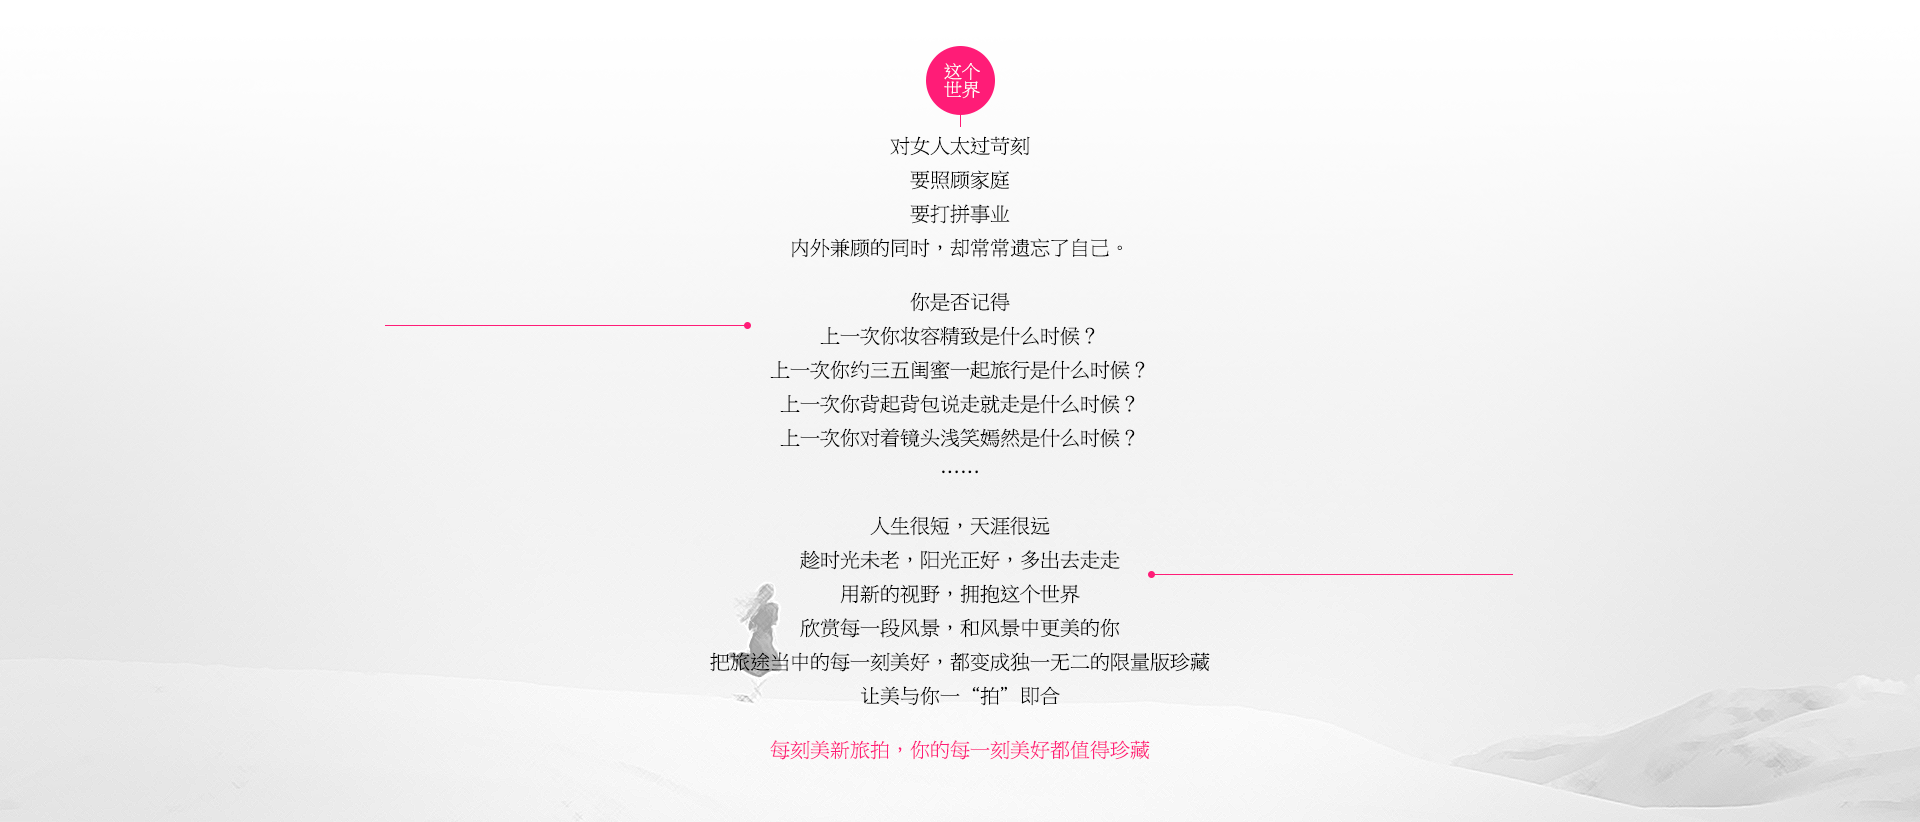 这个
世界
对女人太过苛刻
要照顾家庭
要打拼事业
内外兼顾的同时，却常常遗忘了自己。
你是否记得
上一次你妆容精致是什么时候？
上一次你约三五闺蜜一起旅行是什么时候？
上一次你背起背包说走就走是什么时候？
上一次你对着镜头浅笑嫣然是什么时候？
……
人生很短，天涯很远
趁时光未老，阳光正好，多出去走走
用新的视野，拥抱这个世界
欣赏每一段风景，和风景中更美的你
把旅途当中的每一刻美好，都变成独一无二的限量版珍藏
让美与你一“拍”即合
每刻美新旅拍，你的每一刻美好都值得珍藏